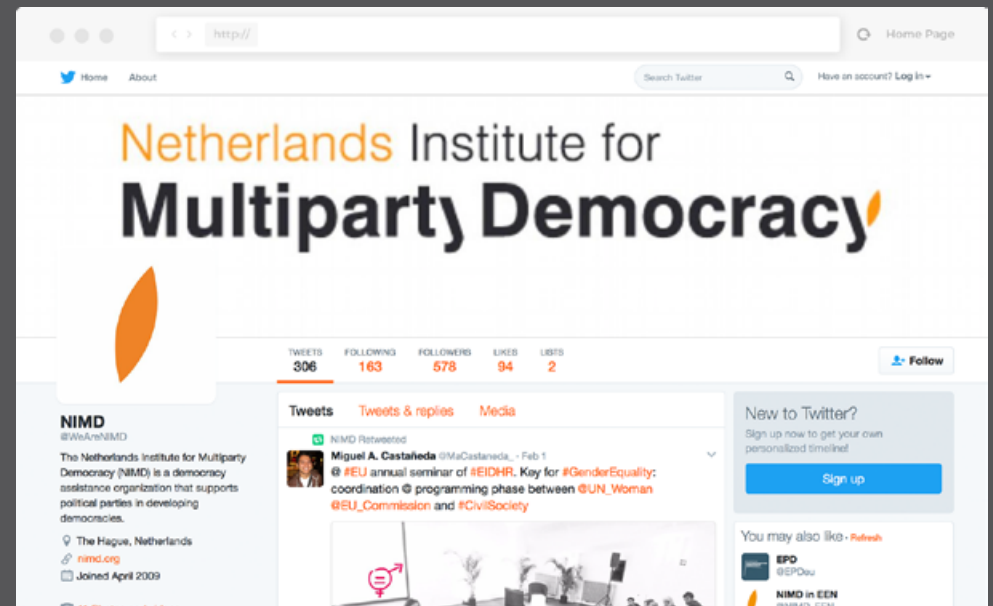 http://
Home Page
Home About
Search Twitter
Have an account? Log in
Netherlands Institute for
Multiparty Democracy
TWEETS FOLLOWING FOLLOWERS LIKES LISTS
306 163 578 94 2
Follow
NIMD
@WeAreNIMD
The Netherlands Institute for Multiparty
Democracy (NIMD) is a democracy
assistance organization that supports
political parties in developing
democracies.
The Hague, Netherlands
nimd.org
Joined April 2009
Tweets Tweets & replies Media
NIMD Retweeted
Miguel A. Castañeda @MaCastaneda_ · Feb 1
@ #EU annual seminar of #EIDHR. Key for #GenderEquality:
coordination @ programming phase between @UN_Woman
@EU_Commission and #CivilSociety
New to Twitter?
Sign up now to get your own
personalized timeline!
Sign up
You may also like · Refresh
EPD
@EPDeu
NIMD in EEN